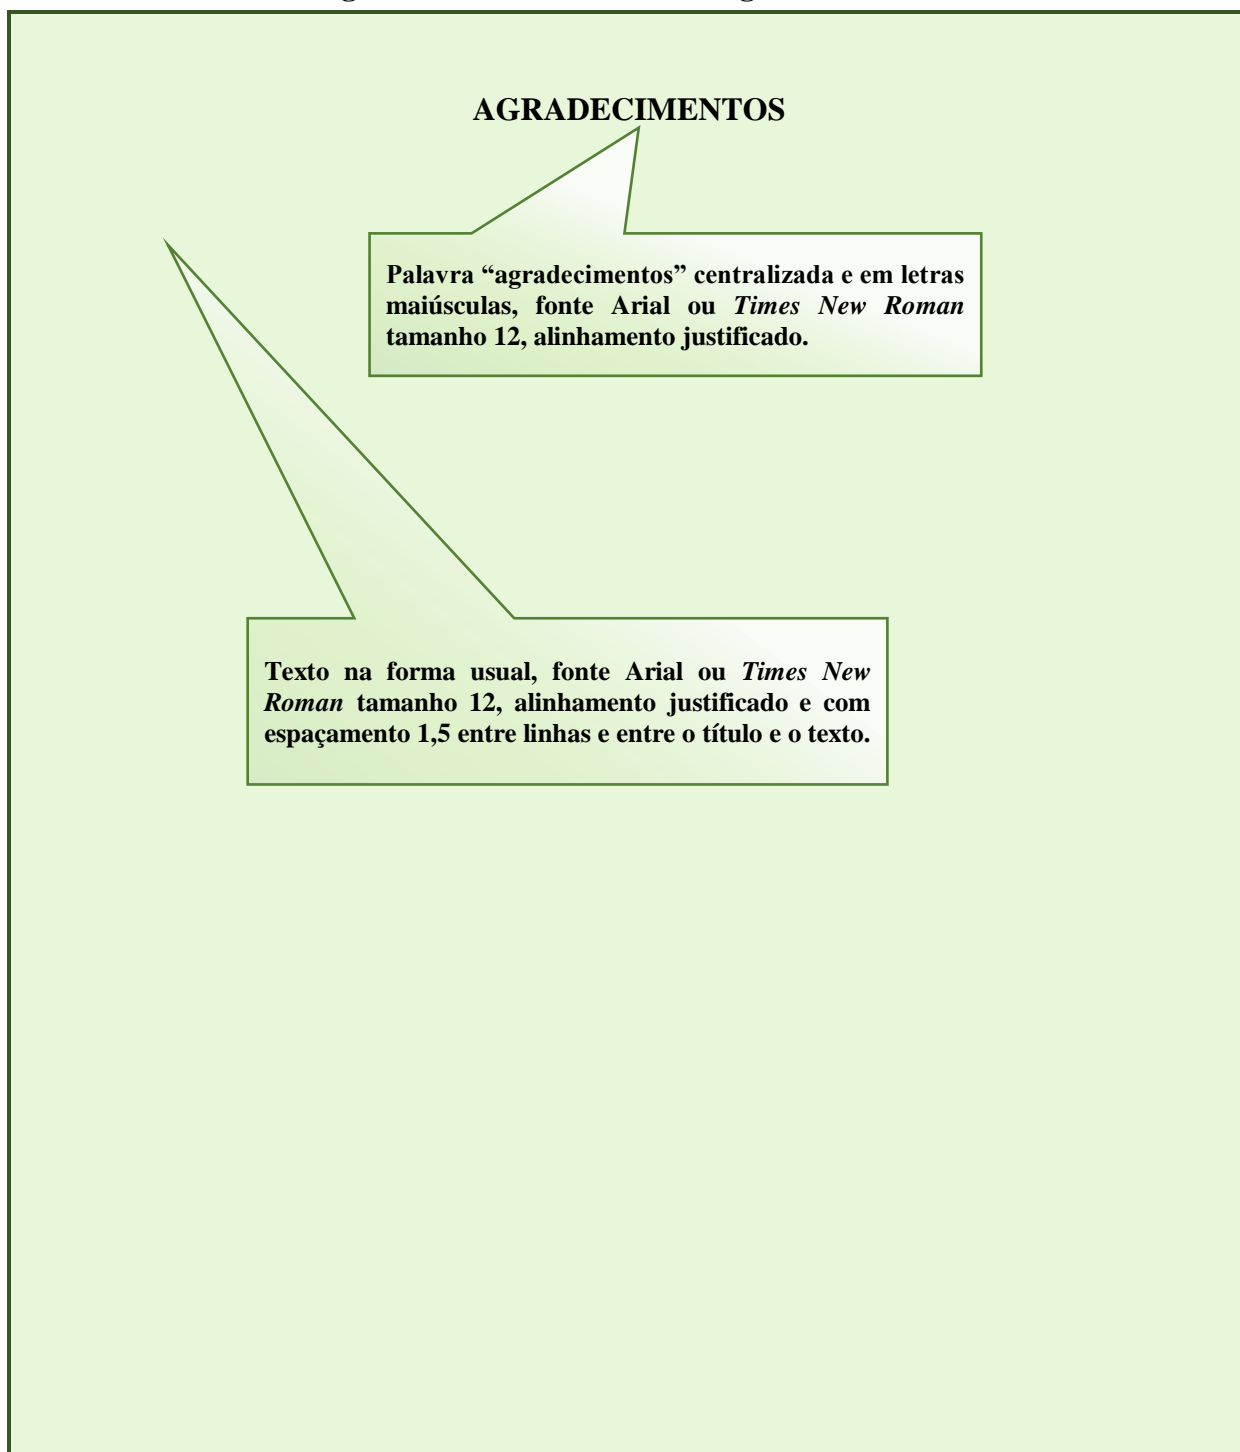 AGRADECIMENTOS
Palavra “agradecimentos” centralizada e em letras
maiúsculas, fonte Arial ou Times New Roman
tamanho 12, alinhamento justificado.
Texto na forma usual, fonte Arial ou Times New
Roman tamanho 12, alinhamento justificado e com
espaçamento 1,5 entre linhas e entre o título e o texto.